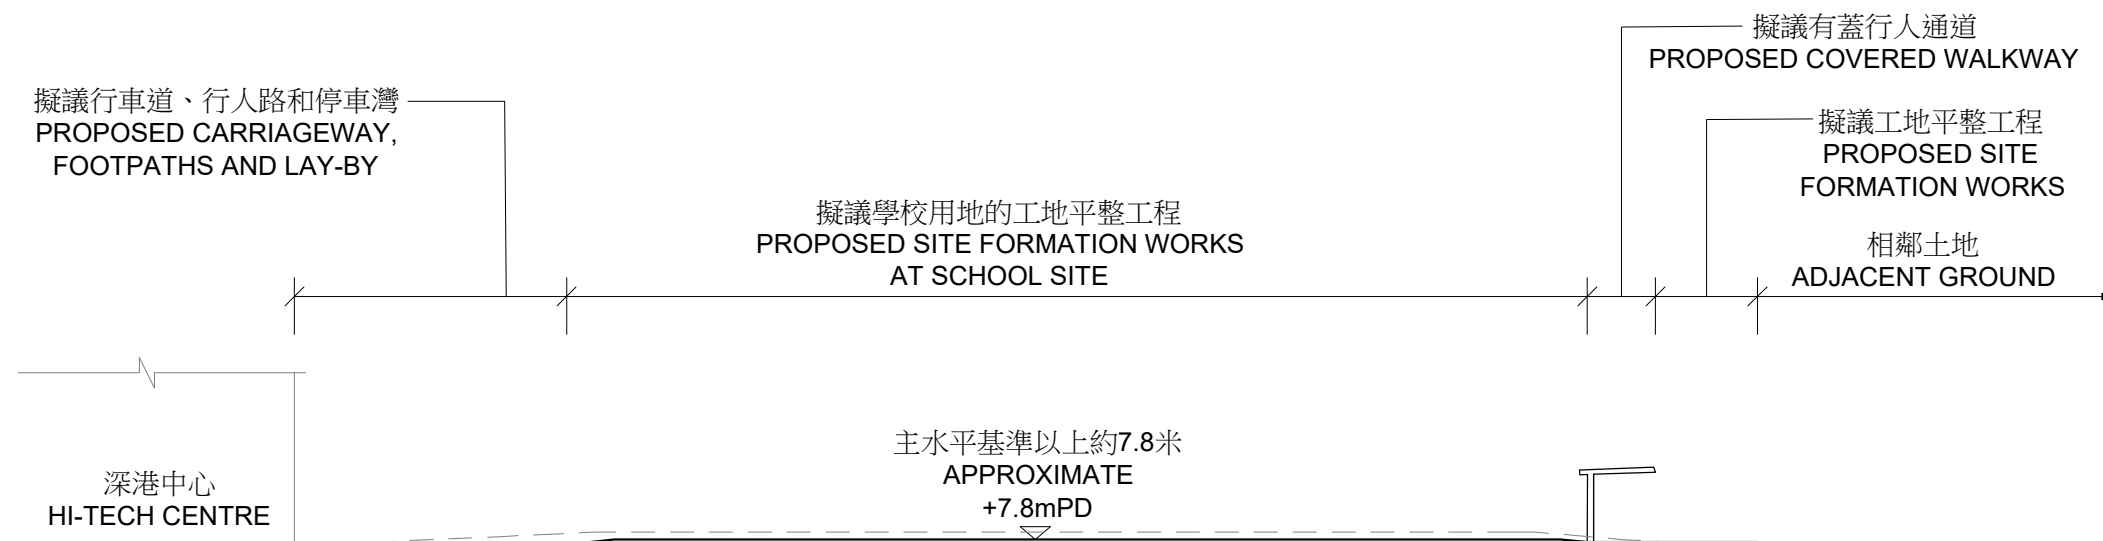 擬議有蓋行人通道
PROPOSED COVERED WALKWAY
擬議行車道、行人路和停車灣
PROPOSED CARRIAGEWAY,
FOOTPATHS AND LAY-BY
擬議工地平整工程
PROPOSED SITE
FORMATION WORKS
擬議學校用地的工地平整工程
PROPOSED SITE FORMATION WORKS
AT SCHOOL SITE
相鄰土地
ADJACENT GROUND
主水平基準以上約7.8米
APPROXIMATE
+7.8mPD
深港中心
HI-TECH CENTRE